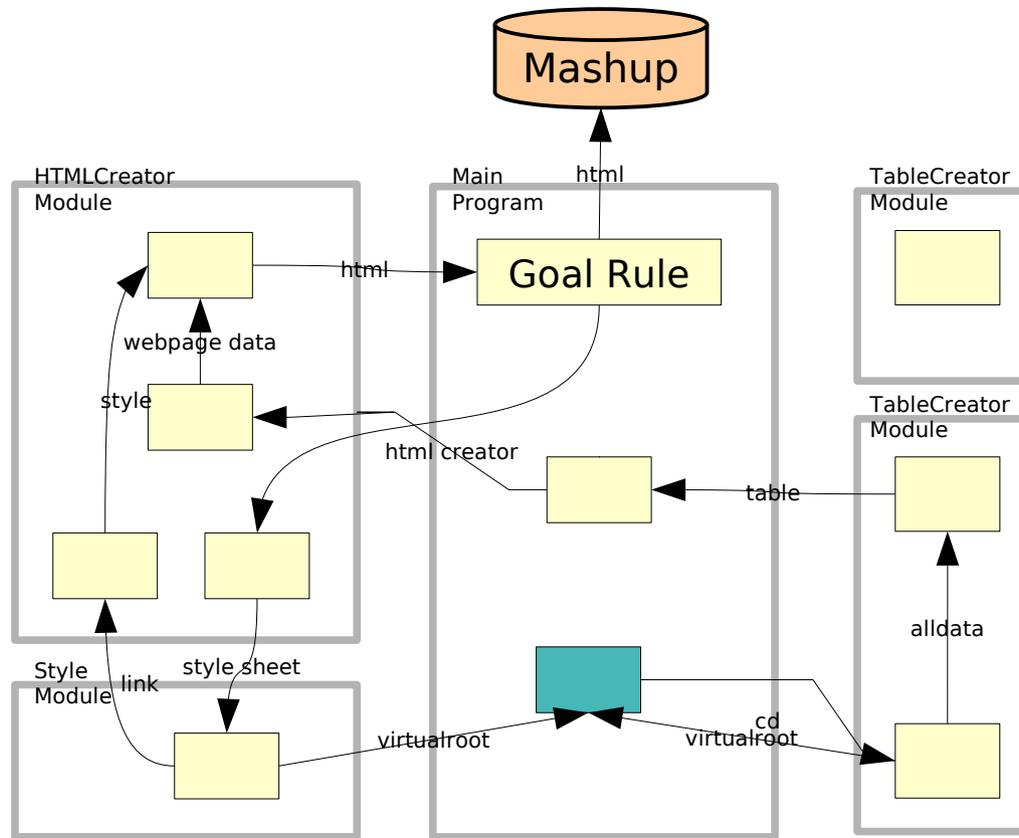 Mashup
html
HTMLCreator
Module
Main
Program
TableCreator
Module
html
Goal Rule
webpage data
style
TableCreator
Module
html creator
table
alldata
Style
Module
link
style sheet
virtualroot
cd
virtualroot